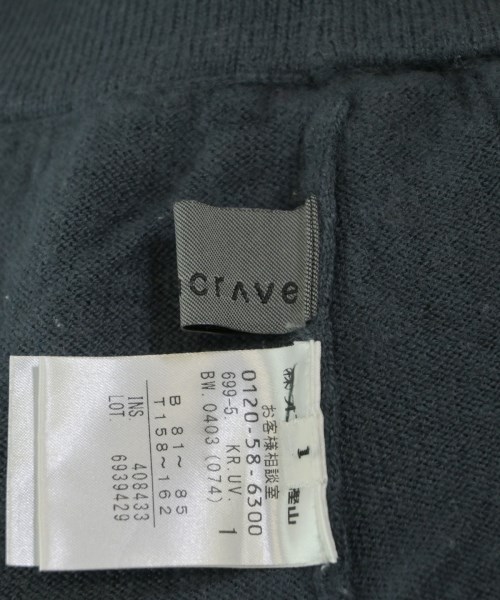 crave
1
お客様相談室
0120-58-6300
699-5. KR.UV. 1
BW. 0403 (074)
B 81〜 85
T158〜162
INS. 408433
LOT. 6939429